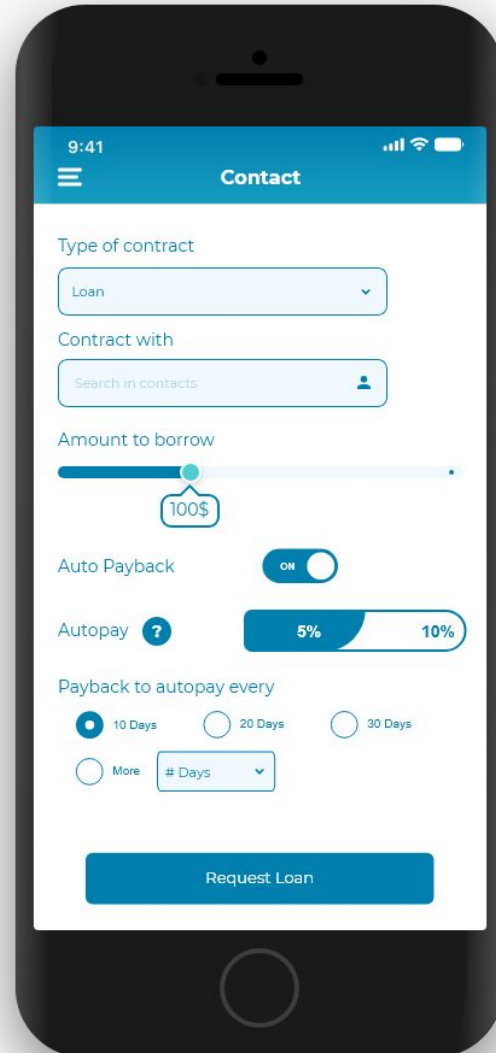 9:41
Contact
Type of contract
Loan
Contract with
Search in contacts
Amount to borrow
100$
Auto Payback ON
Autopay ? 5% 10%
Payback to autopay every
10 Days 20 Days 30 Days
More # Days
Request Loan